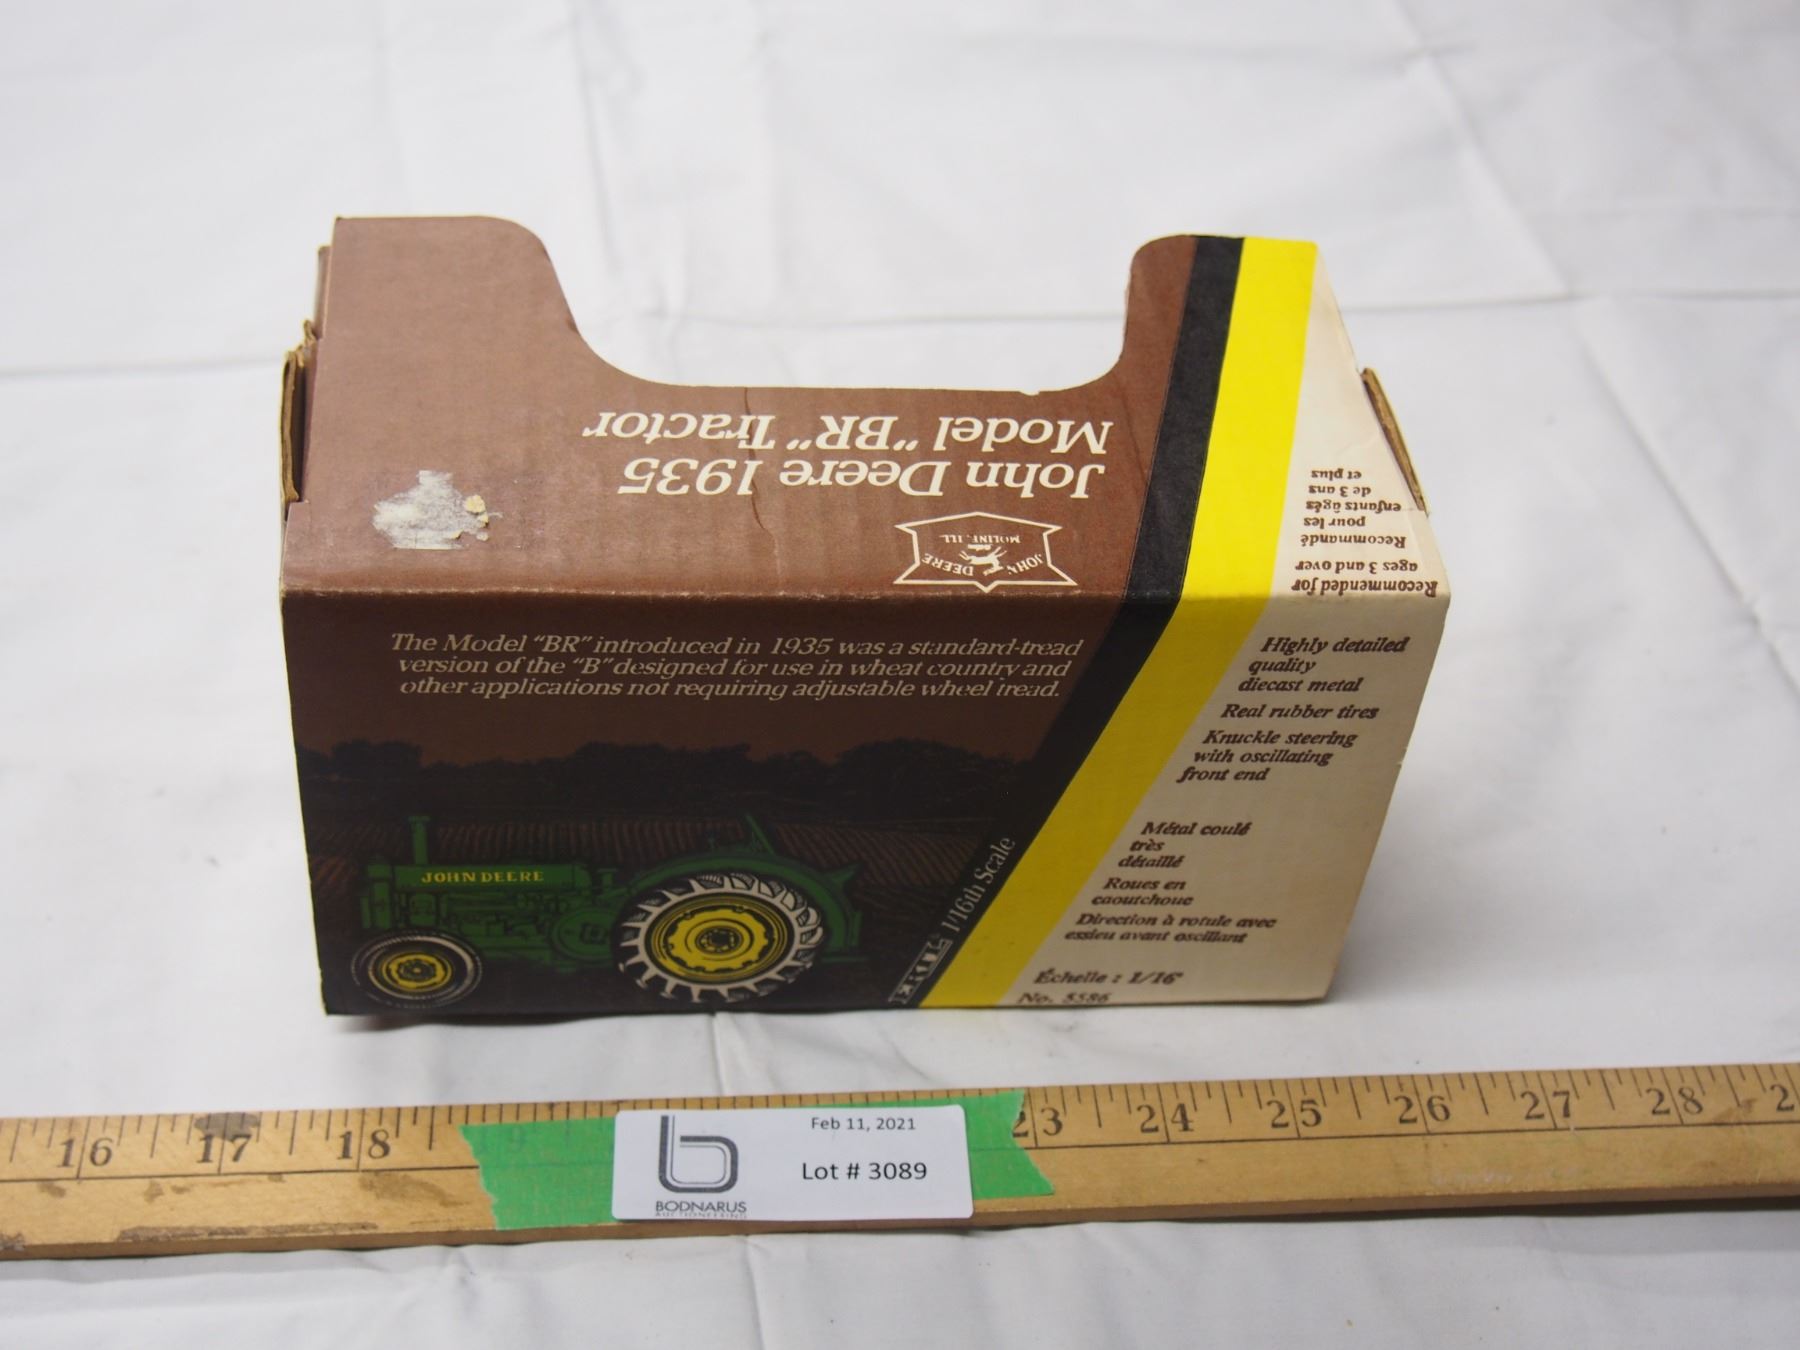 John Deere 1935
Model "BR" Tractor
JOHN DEERE
MOLINE, ILL
Recommended for
ages 3 and over
Recommandé
pour les
enfants âgés
de 3 ans
et plus
The Model "BR" introduced in 1935 was a standard-tread
version of the "B" designed for use in wheat country and
other applications not requiring adjustable wheel tread.
JOHN DEERE
ERTL® 1/16th Scale
Highly detailed
quality
diecast metal
Real rubber tires
Knuckle steering
with oscillating
front end
Métal coulé
très
détaillé
Roues en
caoutchouc
Direction à rotule avec
essieu avant oscillant
Échelle : 1/16e
No. 5586
16 17 18 9 23 24 25 26 27 28 2
Feb 11, 2021
Lot # 3089
b
BODNARUS
AUCTIONEERING